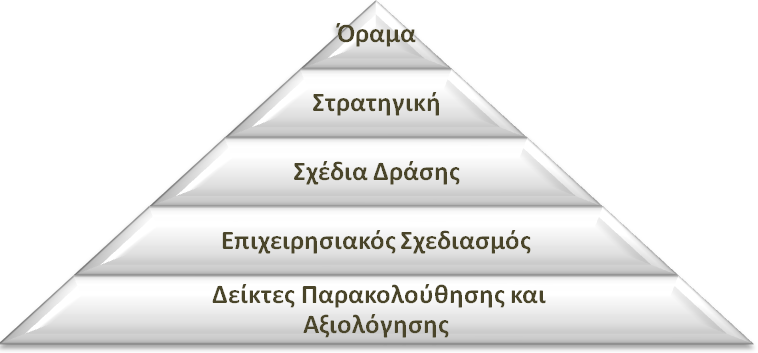 Όραμα
Στρατηγική
Σχέδια Δράσης
Επιχειρησιακός Σχεδιασμός
Δείκτες Παρακολούθησης και
Αξιολόγησης